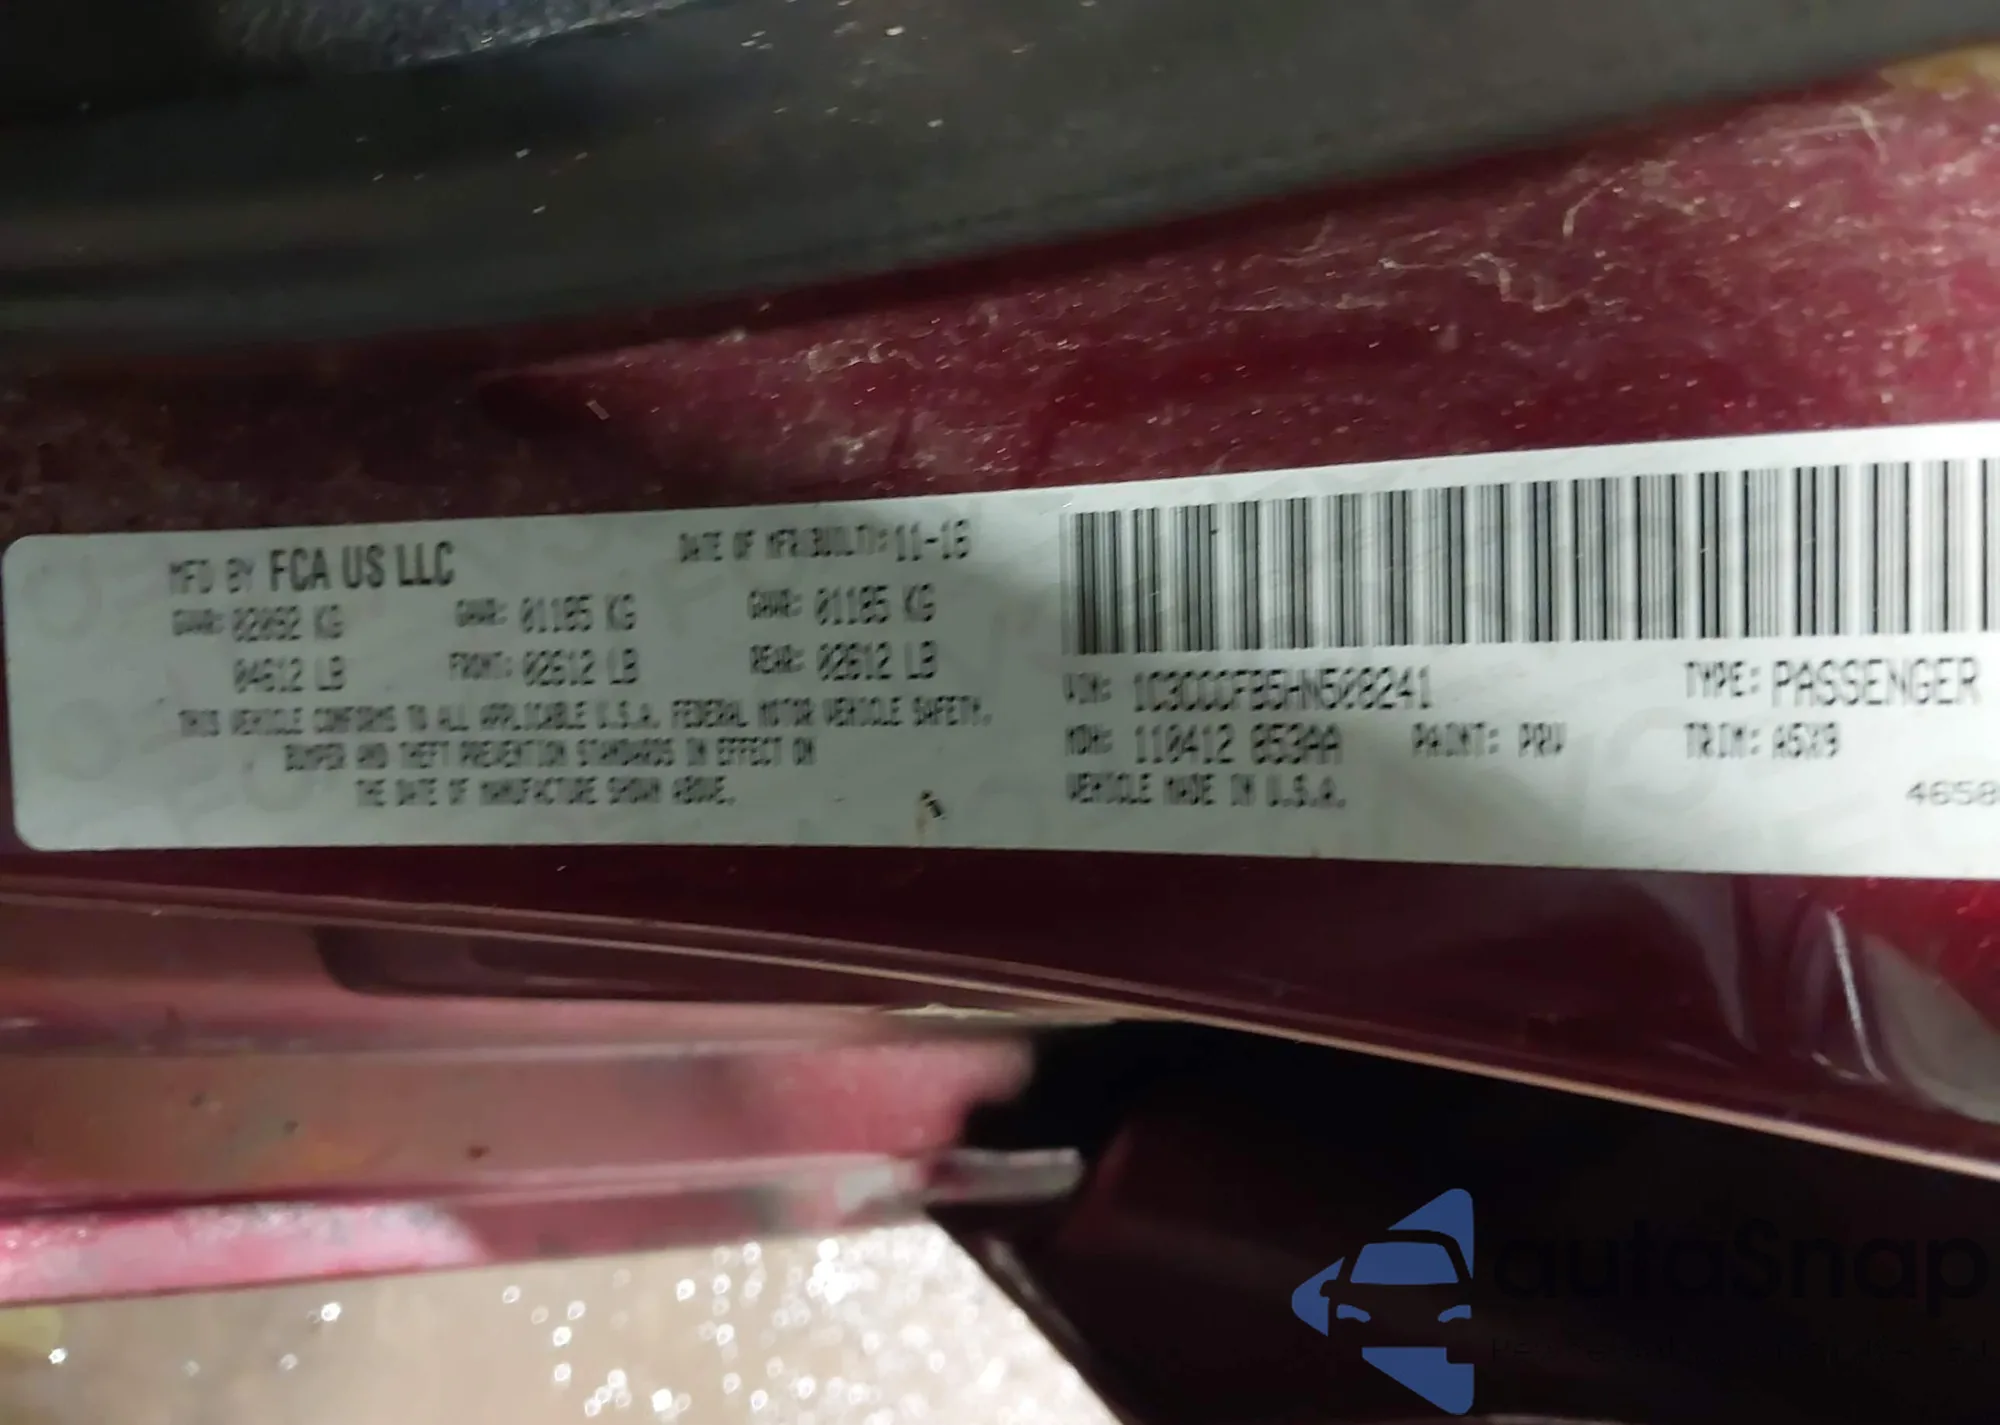 MFD BY FCA US LLC
DATE OF MFR(BUILT): 11-16
GVWR: 02092 KG
GAWR: 01185 KG
GAWR: 01185 KG
04612 LB
FRONT: 02612 LB
REAR: 02612 LB
THIS VEHICLE CONFORMS TO ALL APPLICABLE U.S.A. FEDERAL MOTOR VEHICLE SAFETY,
BUMPER AND THEFT PREVENTION STANDARDS IN EFFECT ON
THE DATE OF MANUFACTURE SHOWN ABOVE.
VIN: 1C3CCCFB5HN508241
TYPE: PASSENGER
MDH: 110412 853AA
PAINT: PRV
TRIM: A5X9
VEHICLE MADE IN U.S.A.
4658
autoSnap